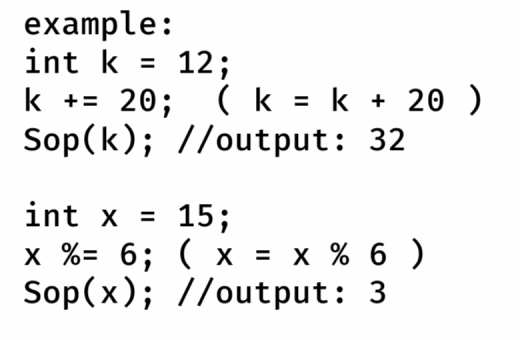 example:
int k = 12;
k += 20;  ( k = k + 20 )
Sop(k); //output: 32
int x = 15;
x %= 6; ( x = x % 6 )
Sop(x); //output: 3